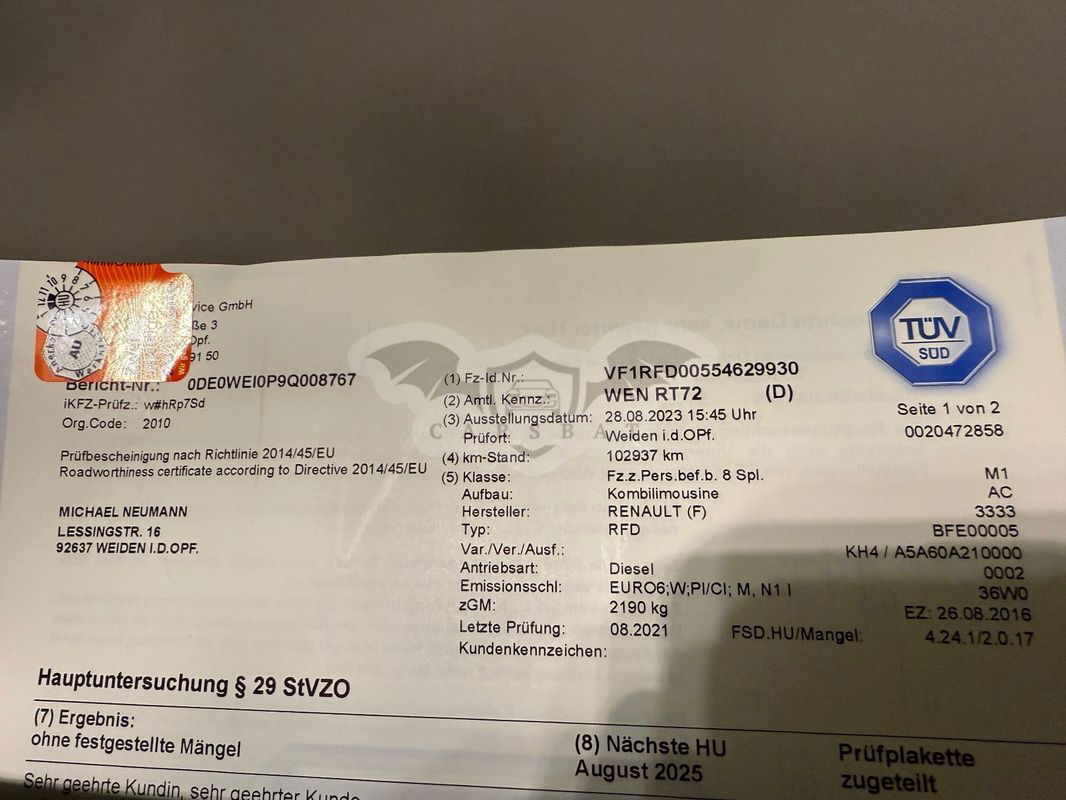 vice GmbH
ße 3
Opf.
91 50
Bericht-Nr.: 0DE0WEI0P9Q008767
iKFZ-Prüfz.: w#hRp7Sd
Org.Code: 2010
Prüfbescheinigung nach Richtlinie 2014/45/EU
Roadworthiness certificate according to Directive 2014/45/EU
MICHAEL NEUMANN
LESSINGSTR. 16
92637 WEIDEN I.D.OPF.
HU
AU
TÜV
SÜD
CARSBAT
(1) Fz-Id.Nr.: VF1RFD00554629930
(2) Amtl. Kennz.: WEN RT72 (D)
(3) Ausstellungsdatum: 28.08.2023 15:45 Uhr
Seite 1 von 2
Prüfort: Weiden i.d.OPf. 0020472858
(4) km-Stand: 102937 km
(5) Klasse: Fz.z.Pers.bef.b. 8 Spl. M1
Aufbau: Kombilimousine AC
Hersteller: RENAULT (F) 3333
Typ: RFD BFE00005
Var./Ver./Ausf.: KH4 / A5A60A210000
Antriebsart: Diesel 0002
Emissionsschl: EURO6;W;PI/CI; M, N1 I 36W0
zGM: 2190 kg EZ: 26.08.2016
Letzte Prüfung: 08.2021 FSD.HU/Mangel: 4.24.1/2.0.17
Kundenkennzeichen:
Hauptuntersuchung § 29 StVZO
(7) Ergebnis:
ohne festgestellte Mängel
(8) Nächste HU
August 2025
Prüfplakette
zugeteilt
Sehr geehrte Kundin, sehr geehrter Kunde